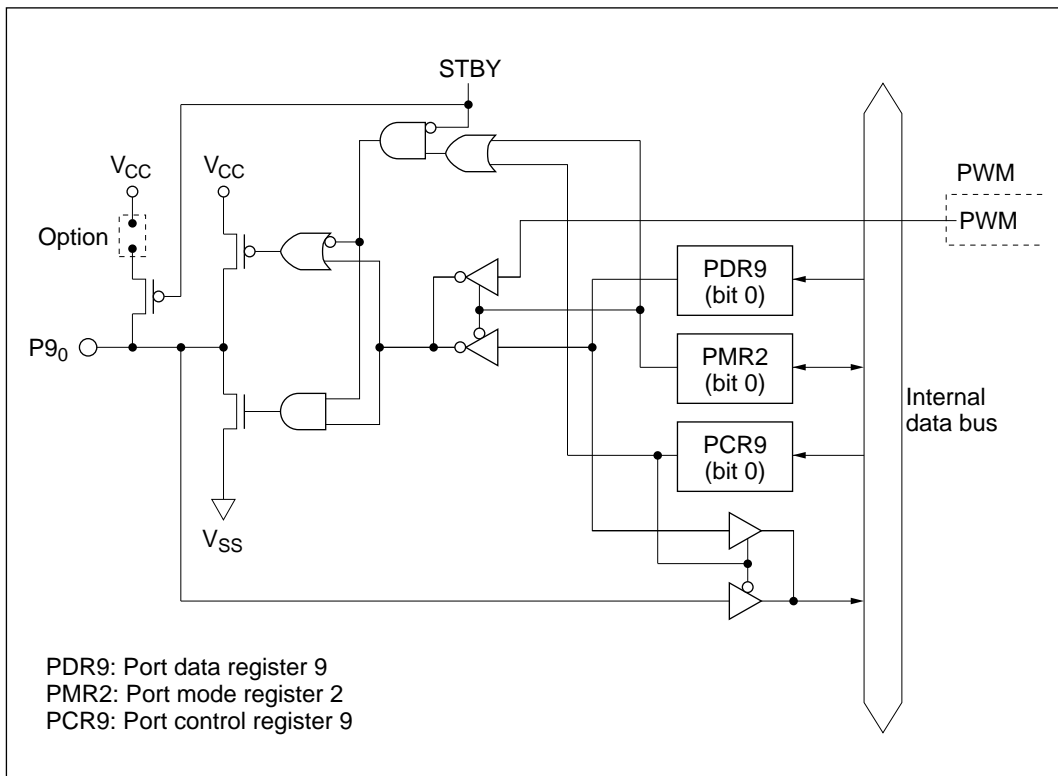 STBY
VCC
VCC
PWM
PWM
Option
PDR9
(bit 0)
P90
PMR2
(bit 0)
Internal
data bus
PCR9
(bit 0)
VSS
PDR9: Port data register 9
PMR2: Port mode register 2
PCR9: Port control register 9